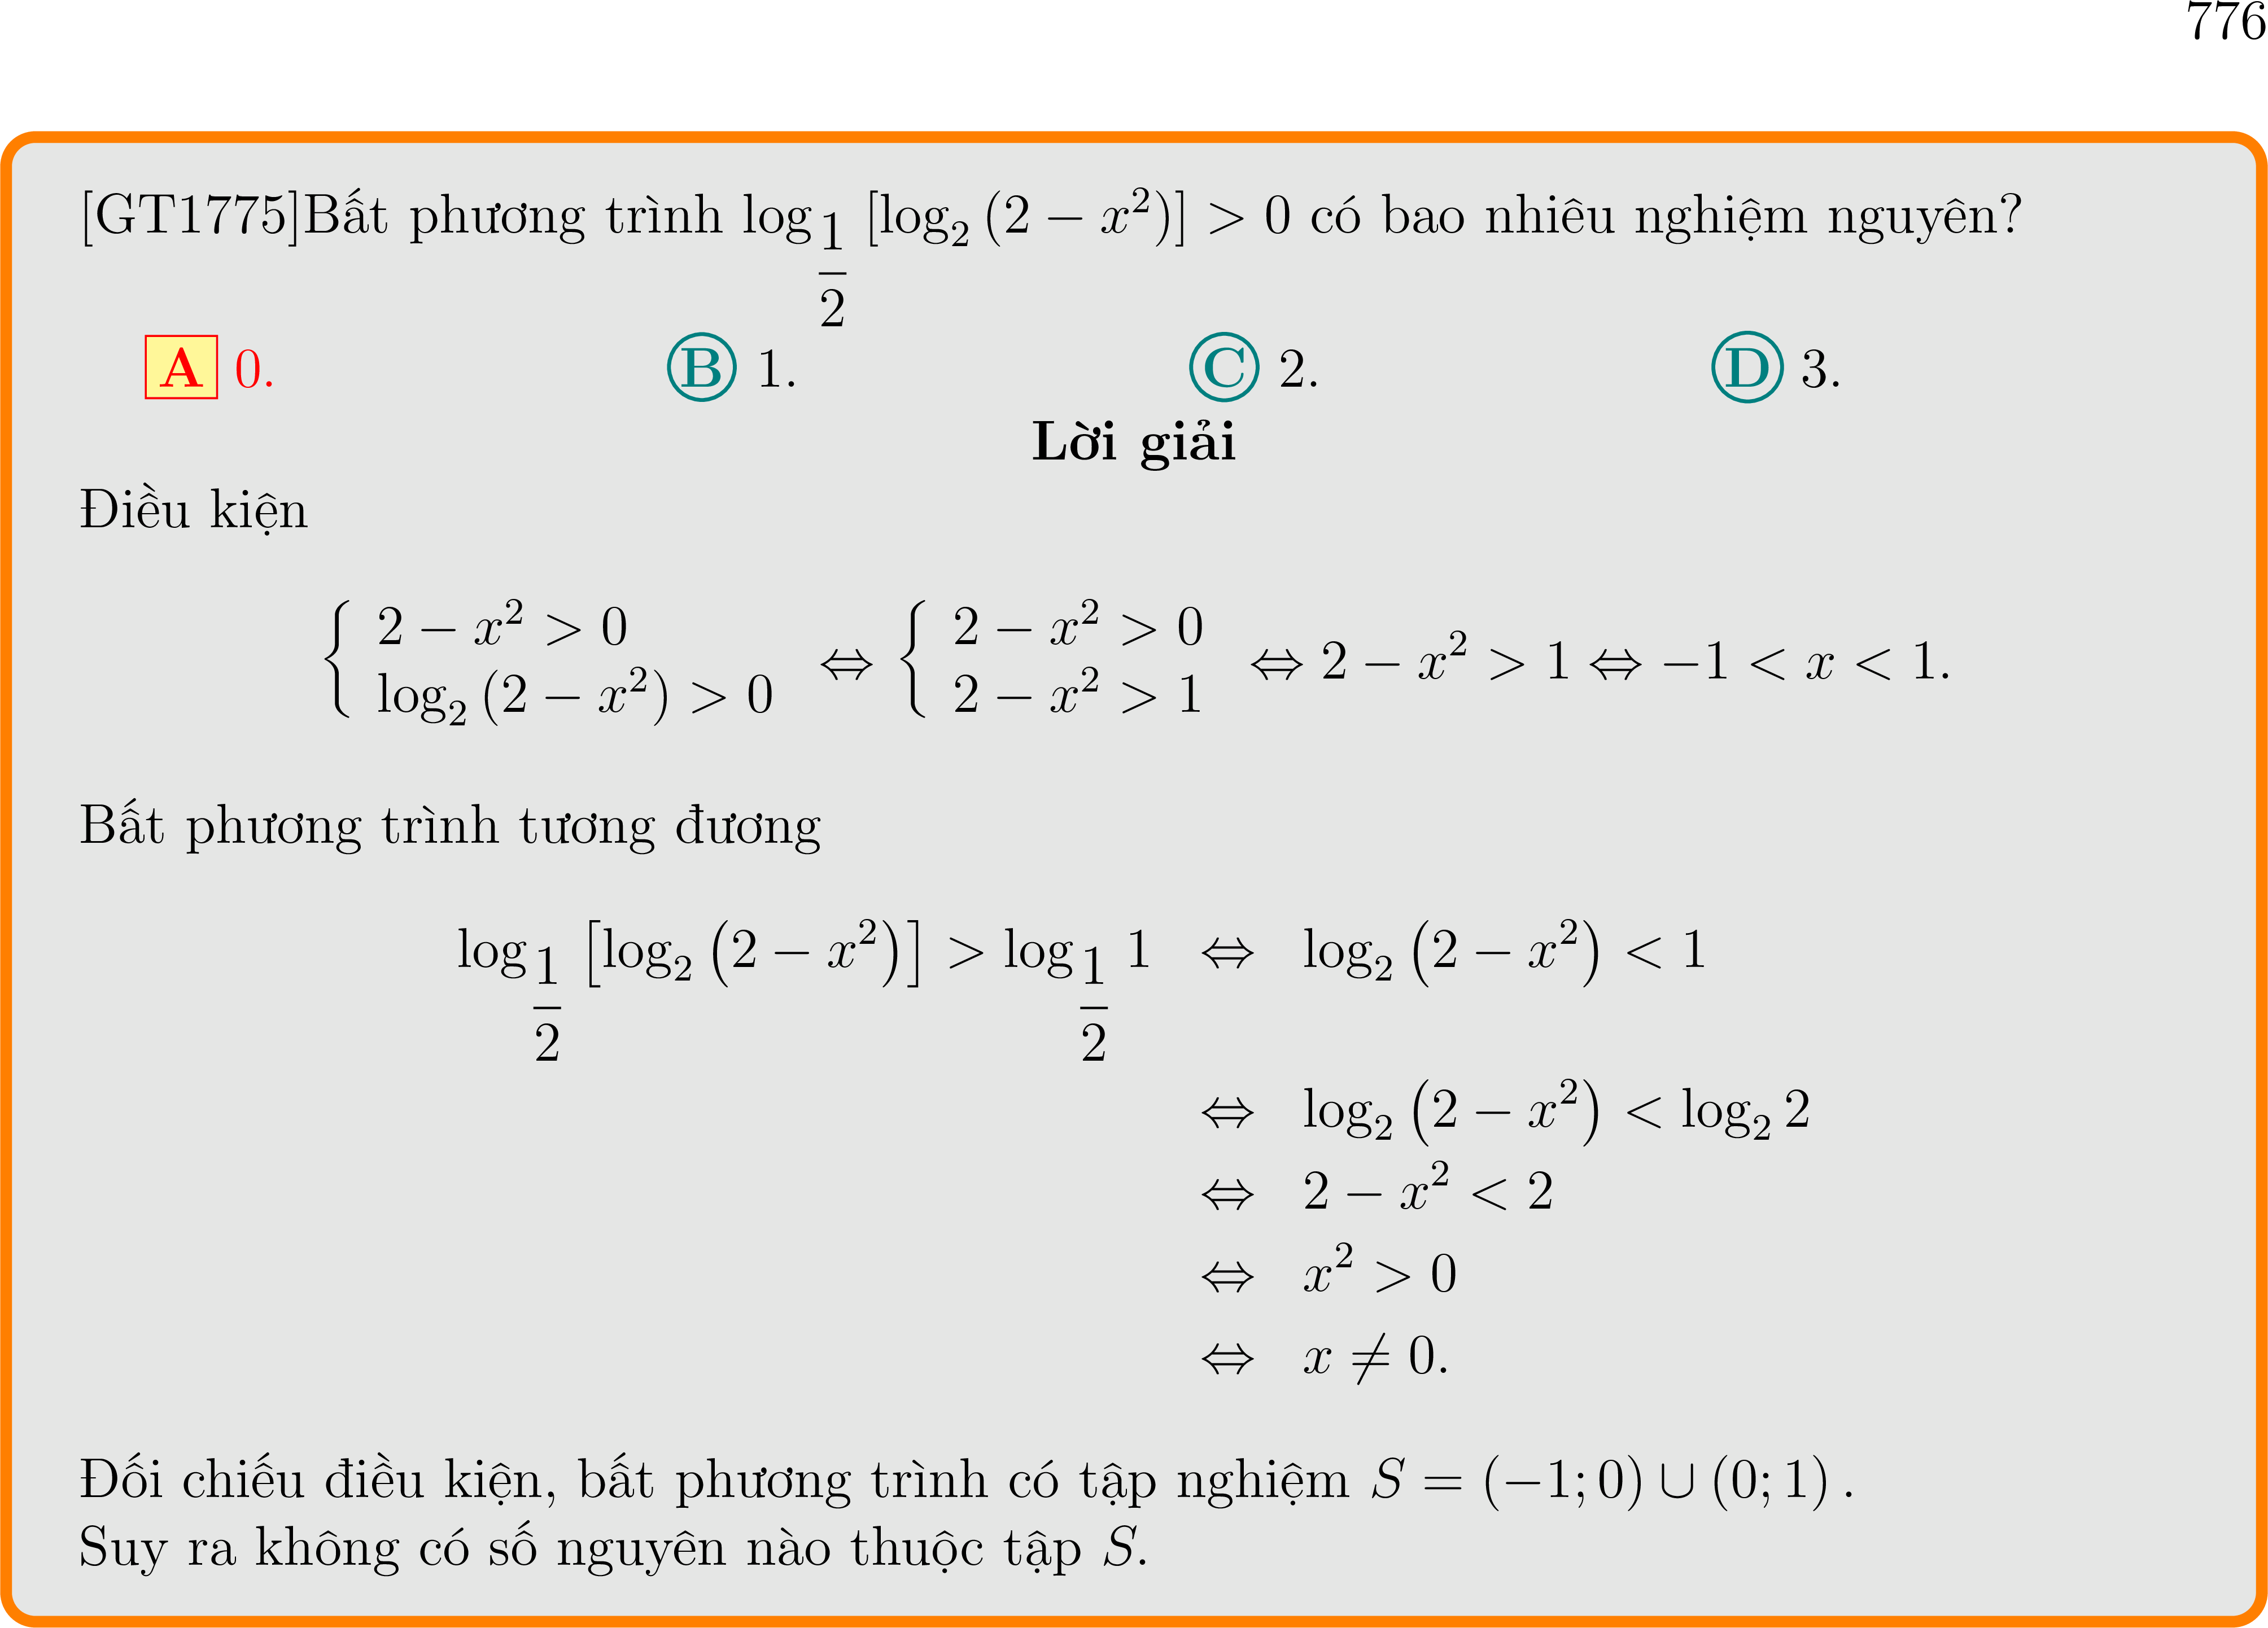 776
[GT1775]Bất phương trình $\log_{\dfrac{1}{2}} \left[\log_2 \left(2 - x^2\right)\right] > 0$ có bao nhiêu nghiệm nguyên?
A 0. B 1. C 2. D 3.
Lời giải
Điều kiện
$\begin{cases} 2 - x^2 > 0 \\ \log_2 \left(2 - x^2\right) > 0 \end{cases} \Leftrightarrow \begin{cases} 2 - x^2 > 0 \\ 2 - x^2 > 1 \end{cases} \Leftrightarrow 2 - x^2 > 1 \Leftrightarrow -1 < x < 1.$
Bất phương trình tương đương
$\log_{\dfrac{1}{2}} \left[\log_2 \left(2 - x^2\right)\right] > \log_{\dfrac{1}{2}} 1 \Leftrightarrow \log_2 \left(2 - x^2\right) < 1$
$\Leftrightarrow \log_2 \left(2 - x^2\right) < \log_2 2$
$\Leftrightarrow 2 - x^2 < 2$
$\Leftrightarrow x^2 > 0$
$\Leftrightarrow x \neq 0.$
Đối chiếu điều kiện, bất phương trình có tập nghiệm $S = (-1; 0) \cup (0; 1)$.
Suy ra không có số nguyên nào thuộc tập $S$.